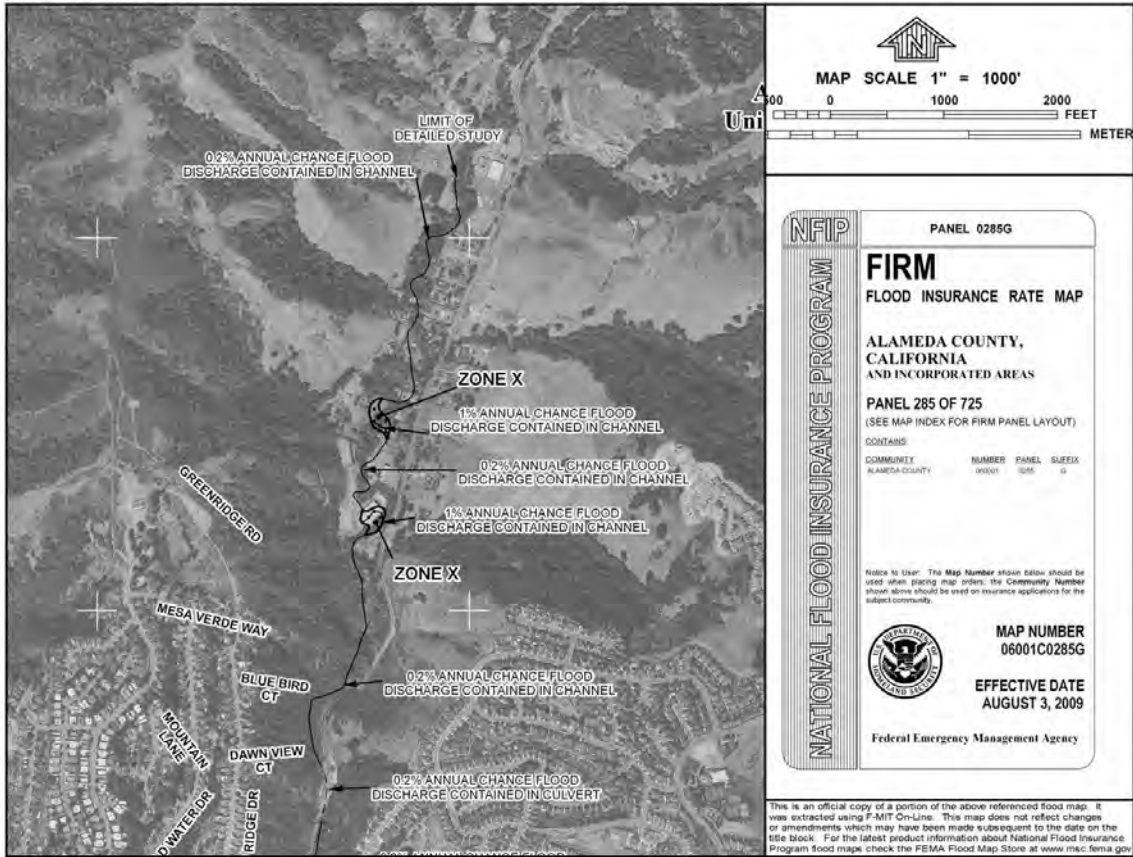 LIMIT OF
DETAILED STUDY
0.2% ANNUAL CHANCE FLOOD
DISCHARGE CONTAINED IN CHANNEL
ZONE X
1% ANNUAL CHANCE FLOOD
DISCHARGE CONTAINED IN CHANNEL
0.2% ANNUAL CHANCE FLOOD
DISCHARGE CONTAINED IN CHANNEL
1% ANNUAL CHANCE FLOOD
DISCHARGE CONTAINED IN CHANNEL
ZONE X
GREENRIDGE RD
MESA VERDE WAY
BLUE BIRD
CT
0.2% ANNUAL CHANCE FLOOD
DISCHARGE CONTAINED IN CHANNEL
MOUNTAIN
LANE
DAWN VIEW
CT
D WATER DR
RIDGE DR
0.2% ANNUAL CHANCE FLOOD
DISCHARGE CONTAINED IN CULVERT
A
Uni
N
MAP SCALE 1" = 1000'
500 0 1000 2000
FEET
METER
NFIP
NATIONAL FLOOD INSURANCE PROGRAM
PANEL 0285G
FIRM
FLOOD INSURANCE RATE MAP
ALAMEDA COUNTY,
CALIFORNIA
AND INCORPORATED AREAS
PANEL 285 OF 725
(SEE MAP INDEX FOR FIRM PANEL LAYOUT)
CONTAINS
COMMUNITY NUMBER PANEL SUFFIX
ALAMEDA COUNTY 060001 0285 G
Notice to User: The Map Number shown below should be
used when placing map orders; the Community Number
shown above should be used on insurance applications for the
subject community.
U.S. DEPARTMENT OF
HOMELAND SECURITY
MAP NUMBER
06001C0285G
EFFECTIVE DATE
AUGUST 3, 2009
Federal Emergency Management Agency
This is an official copy of a portion of the above referenced flood map. It
was extracted using F-MIT On-Line. This map does not reflect changes
or amendments which may have been made subsequent to the date on the
title block. For the latest product information about National Flood Insurance
Program flood maps check the FEMA Flood Map Store at www.msc.fema.gov